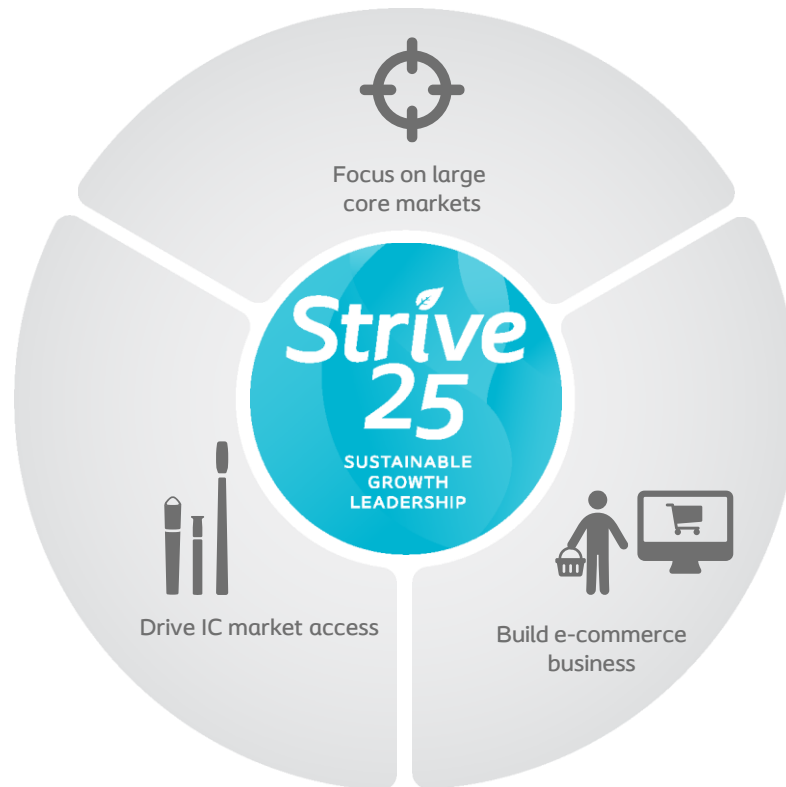 Focus on large
core markets
Strive
25
SUSTAINABLE
GROWTH
LEADERSHIP
Drive IC market access
Build e-commerce
business